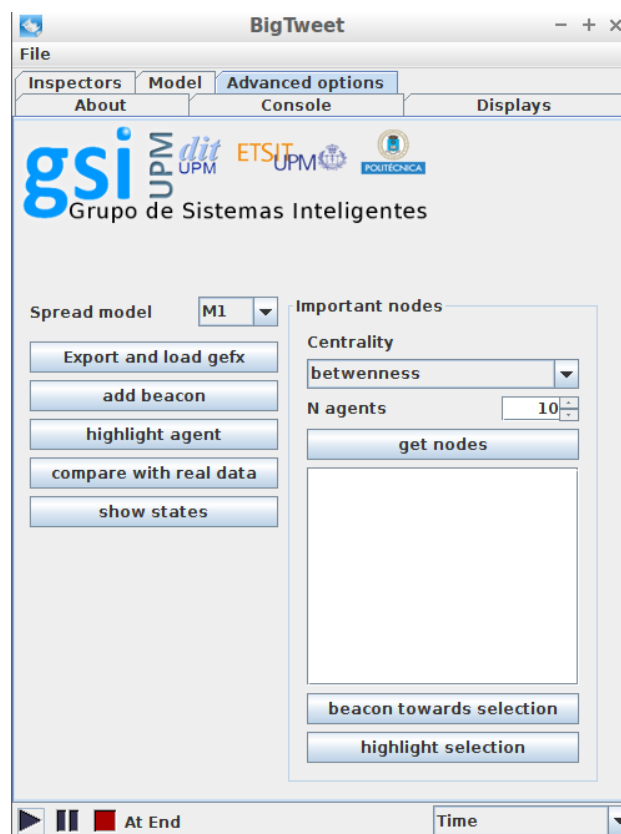 BigTweet
File
Inspectors Model Advanced options
About Console Displays
gsi UPM dit UPM ETSIT UPM POLITÉCNICA
Grupo de Sistemas Inteligentes
Spread model M1
Export and load gefx
add beacon
highlight agent
compare with real data
show states
Important nodes
Centrality
betwenness
N agents 10
get nodes
beacon towards selection
highlight selection
At End Time